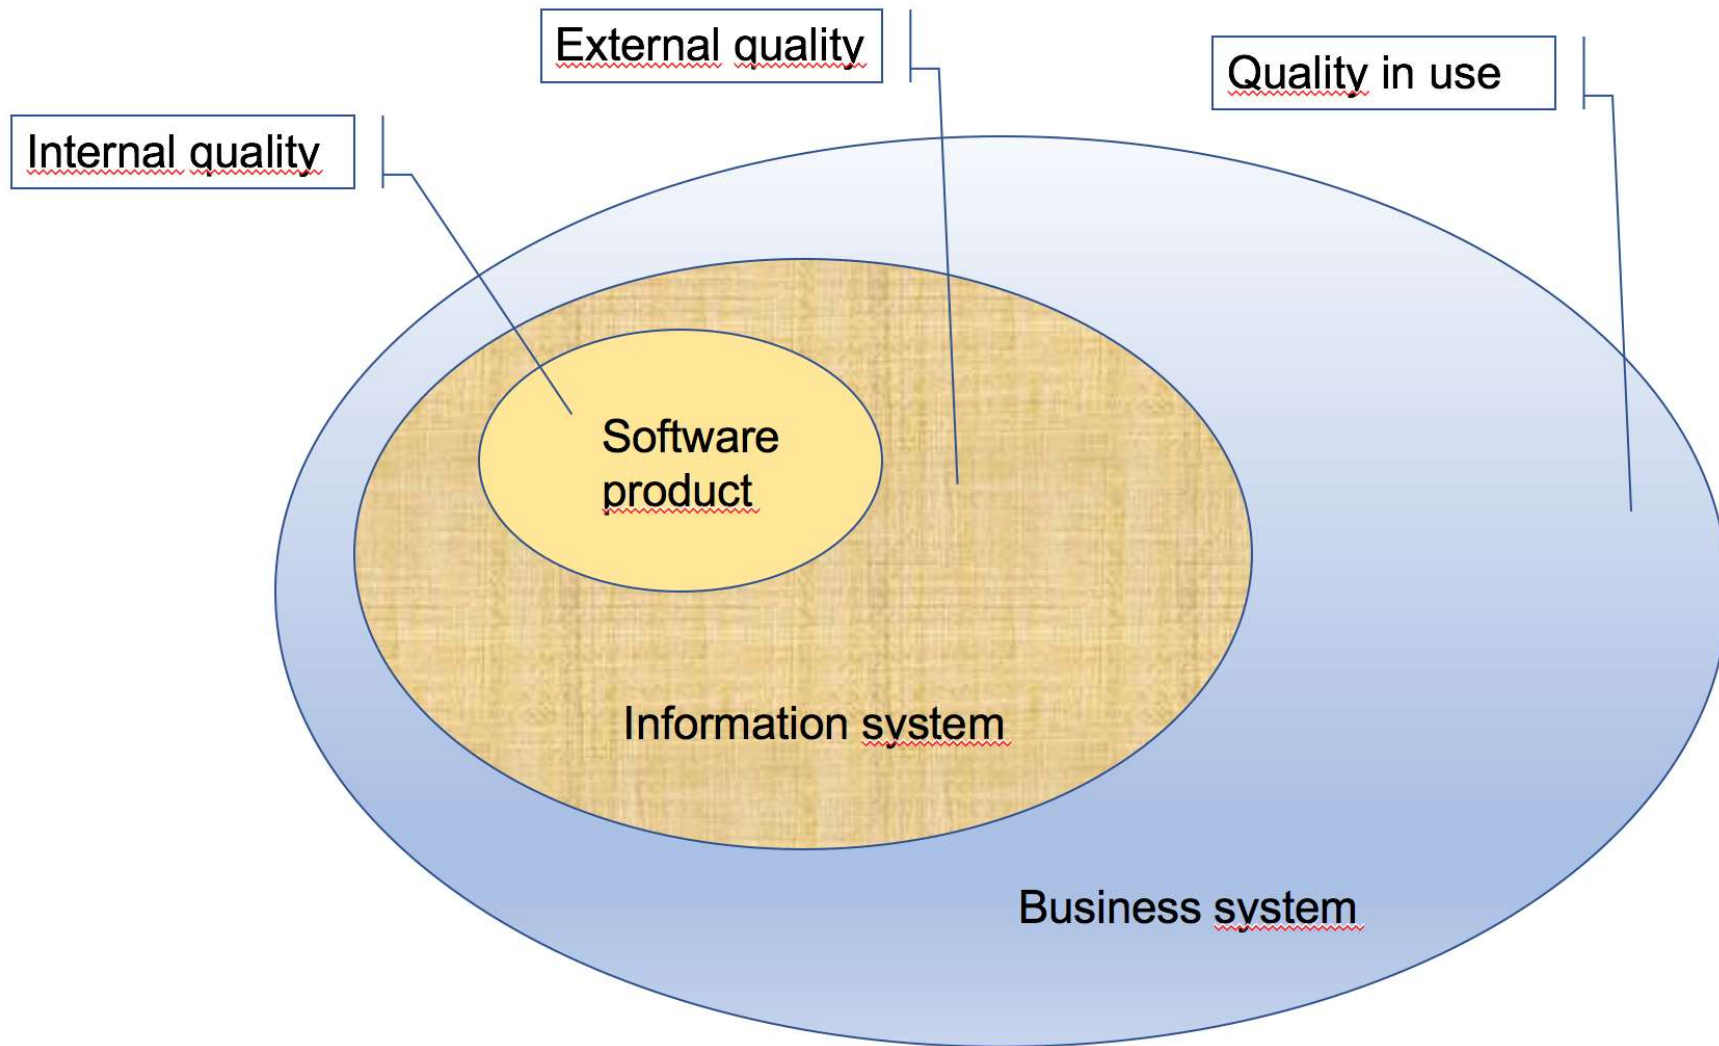 External quality
Quality in use
Internal quality
Software
product
Information system
Business system